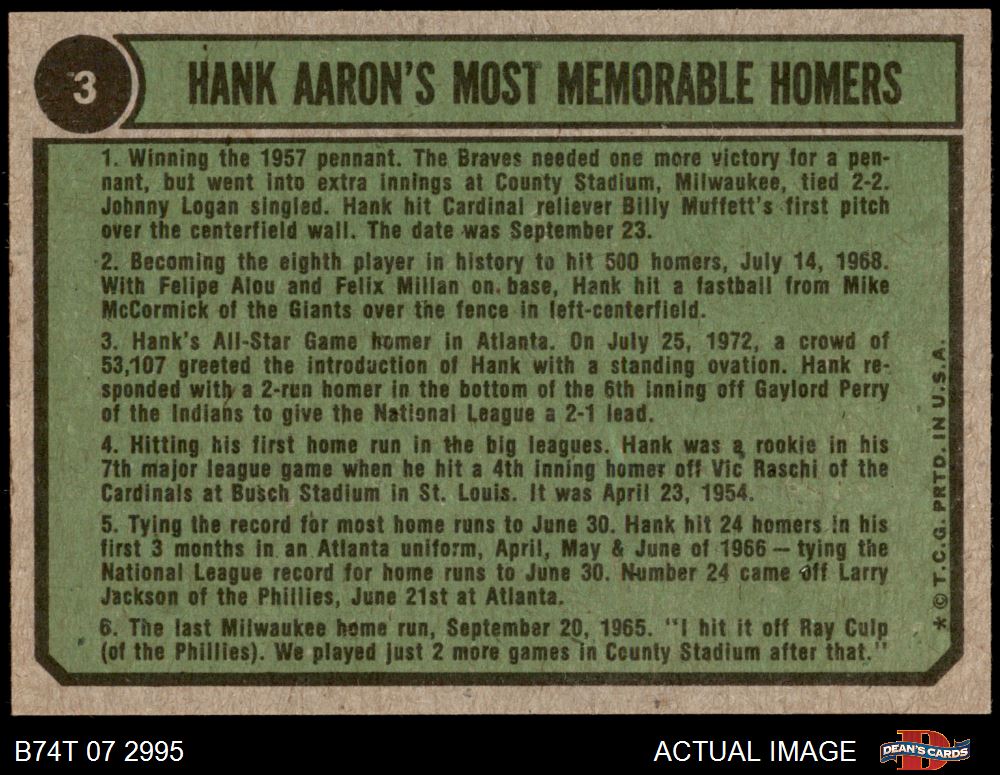 3
HANK AARON'S MOST MEMORABLE HOMERS
1. Winning the 1957 pennant. The Braves needed one more victory for a pen-
nant, but went into extra innings at County Stadium, Milwaukee, tied 2-2.
Johnny Logan singled. Hank hit Cardinal reliever Billy Muffett's first pitch
over the centerfield wall. The date was September 23.
2. Becoming the eighth player in history to hit 500 homers, July 14, 1968.
With Felipe Alou and Felix Millan on base, Hank hit a fastball from Mike
McCormick of the Giants over the fence in left-centerfield.
3. Hank's All-Star Game homer in Atlanta. On July 25, 1972, a crowd of
53,107 greeted the introduction of Hank with a standing ovation. Hank re-
sponded with a 2-run homer in the bottom of the 6th inning off Gaylord Perry
of the Indians to give the National League a 2-1 lead.
4. Hitting his first home run in the big leagues. Hank was a rookie in his
7th major league game when he hit a 4th inning homer off Vic Raschi of the
Cardinals at Busch Stadium in St. Louis. It was April 23, 1954.
5. Tying the record for most home runs to June 30. Hank hit 24 homers in his
first 3 months in an Atlanta uniform, April, May & June of 1966 — tying the
National League record for home runs to June 30. Number 24 came off Larry
Jackson of the Phillies, June 21st at Atlanta.
6. The last Milwaukee home run, September 20, 1965. "I hit it off Ray Culp
(of the Phillies). We played just 2 more games in County Stadium after that."
* © T.C.G. PRTD. IN U.S.A.
B74T 07 2995
ACTUAL IMAGE
D
DEAN'S CARDS